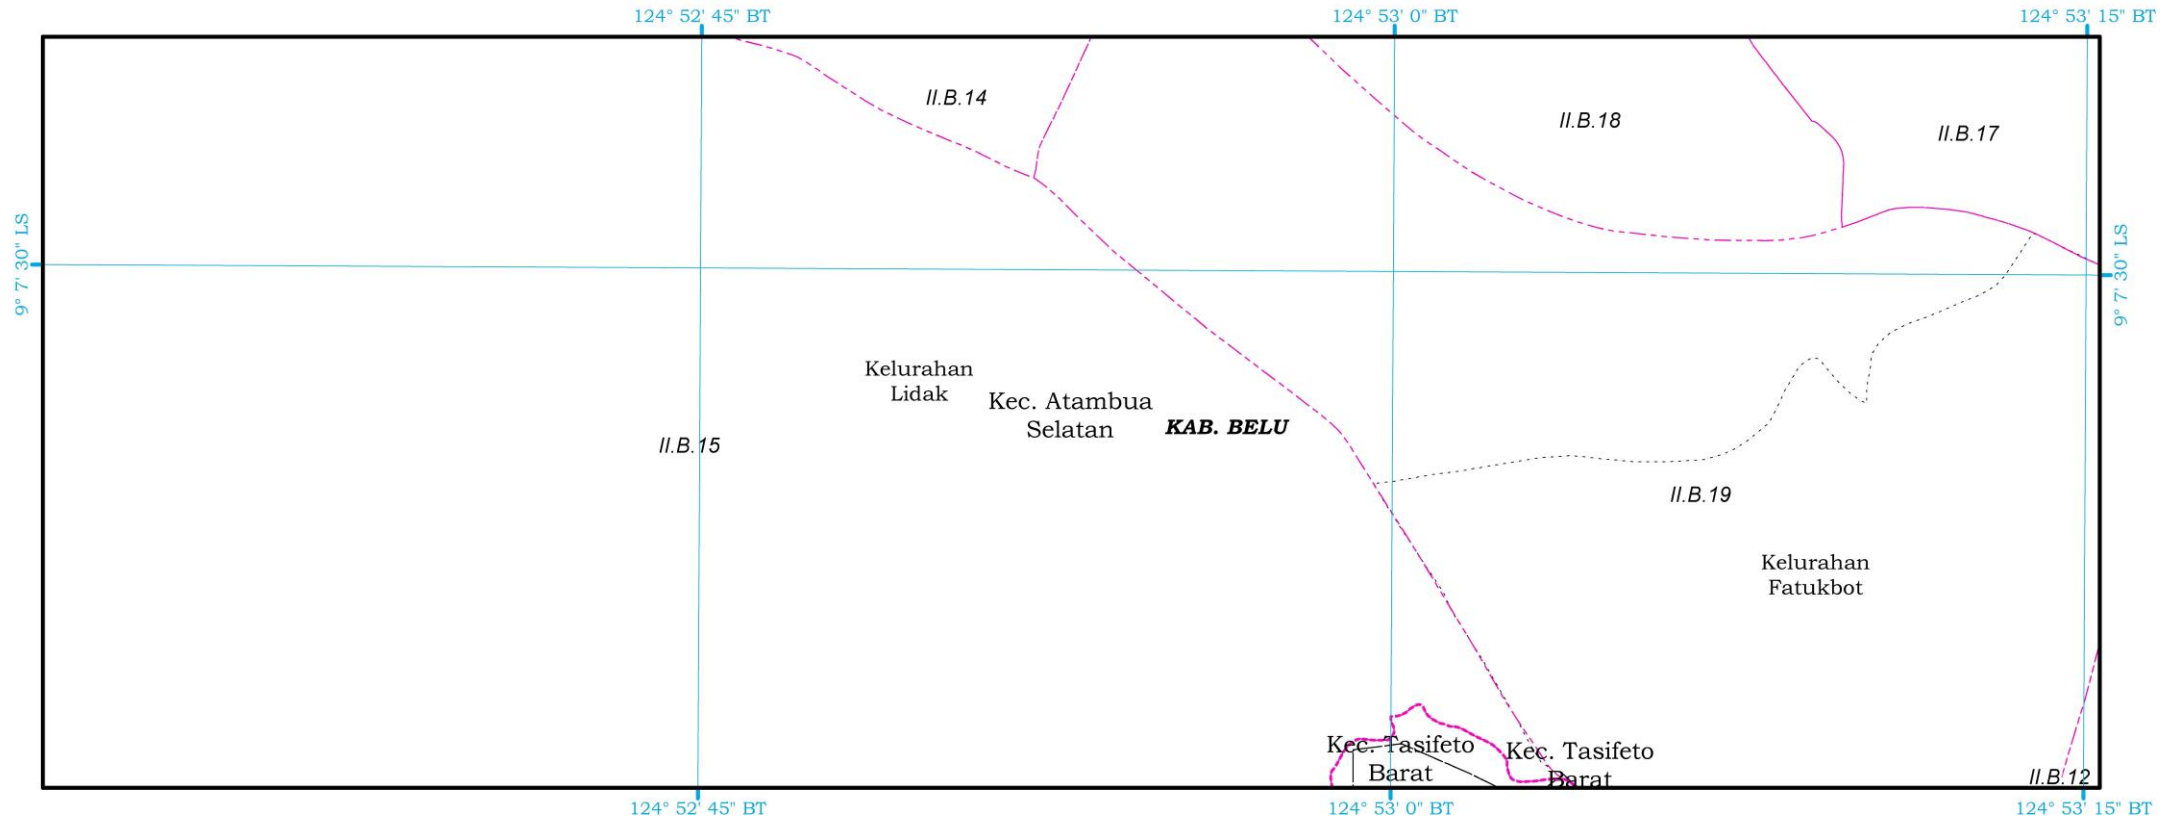 124° 52' 45" BT
124° 53' 0" BT
124° 53' 15" BT
II.B.14
II.B.18
II.B.17
9° 7' 30" LS
9° 7' 30" LS
Kelurahan
Lidak
Kec. Atambua
Selatan
KAB. BELU
II.B.15
II.B.19
Kelurahan
Fatukbot
Kec. Tasifeto
Barat
Kec. Tasifeto
Barat
II.B.12
124° 52' 45" BT
124° 53' 0" BT
124° 53' 15" BT